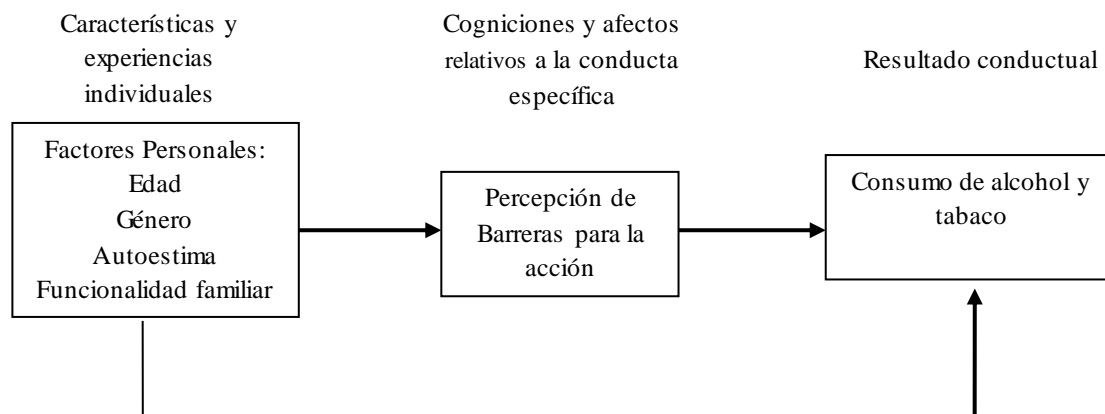 Características y
experiencias
individuales
Cogniciones y afectos
relativos a la conducta
específica
Resultado conductual
Factores Personales:
Edad
Género
Autoestima
Funcionalidad familiar
Percepción de
Barreras para la
acción
Consumo de alcohol y
tabaco